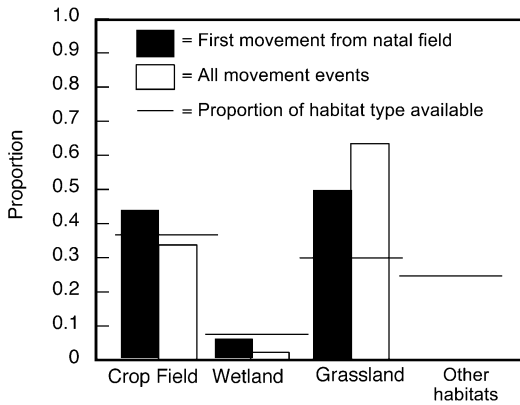 1.0
0.9
0.8
0.7
0.6
0.5
0.4
0.3
0.2
0.1
0
Proportion
= First movement from natal field
= All movement events
= Proportion of habitat type available
Crop Field Wetland Grassland Other
habitats